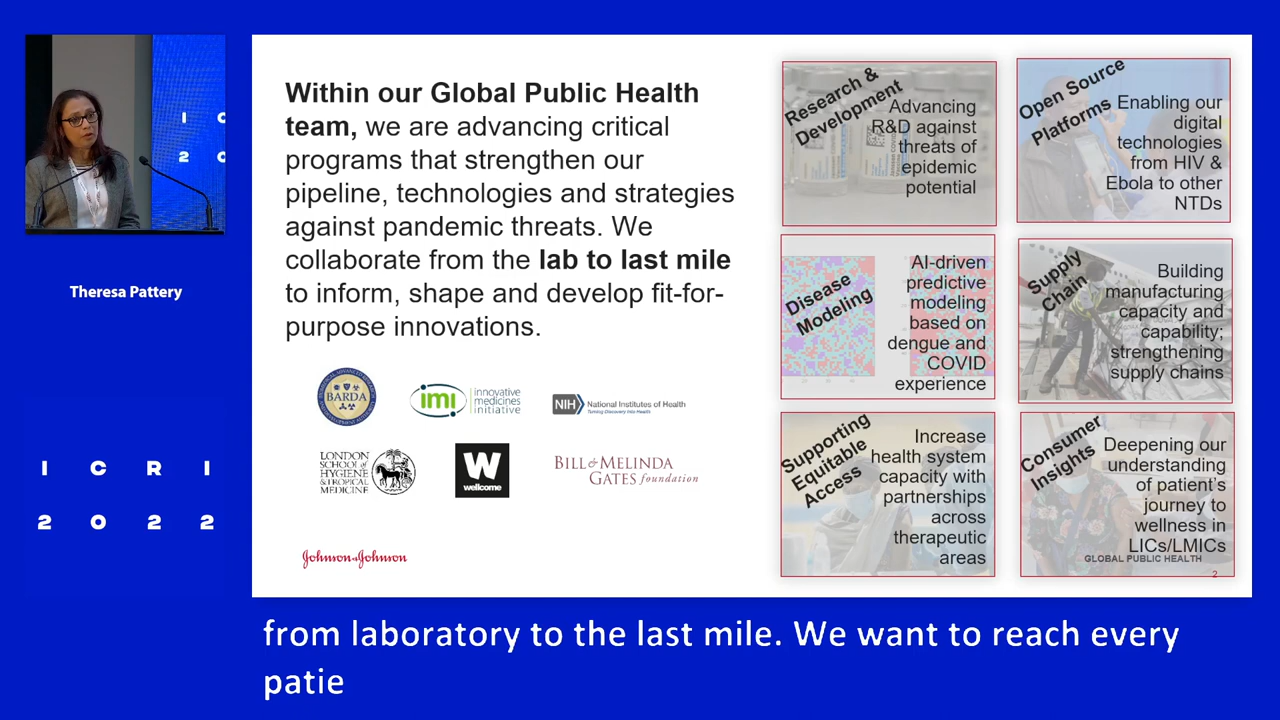 I C
2 0
Theresa Pattery
I C R I
2 0 2 2
Within our Global Public Health
team, we are advancing critical
programs that strengthen our
pipeline, technologies and strategies
against pandemic threats. We
collaborate from the lab to last mile
to inform, shape and develop fit-for-
purpose innovations.
BARDA
imi innovative
medicines
initiative
NIH National Institutes of Health
Turning Discovery Into Health
LONDON
SCHOOL of
HYGIENE
&TROPICAL
MEDICINE
W
wellcome
BILL & MELINDA
GATES foundation
Johnson & Johnson
Research &
Development
Advancing
R&D against
threats of
epidemic
potential
Open Source
Platforms
Enabling our
digital
technologies
from HIV &
Ebola to other
NTDs
Disease
Modeling
AI-driven
predictive
modeling
based on
dengue and
COVID
experience
Supply
Chain
Building
manufacturing
capacity and
capability;
strengthening
supply chains
Supporting
Equitable
Access
Increase
health system
capacity with
partnerships
across
therapeutic
areas
Consumer
Insights
Deepening our
understanding
of patient's
journey to
wellness in
LICs/LMICs
GLOBAL PUBLIC HEALTH
2
from laboratory to the last mile. We want to reach every
patie